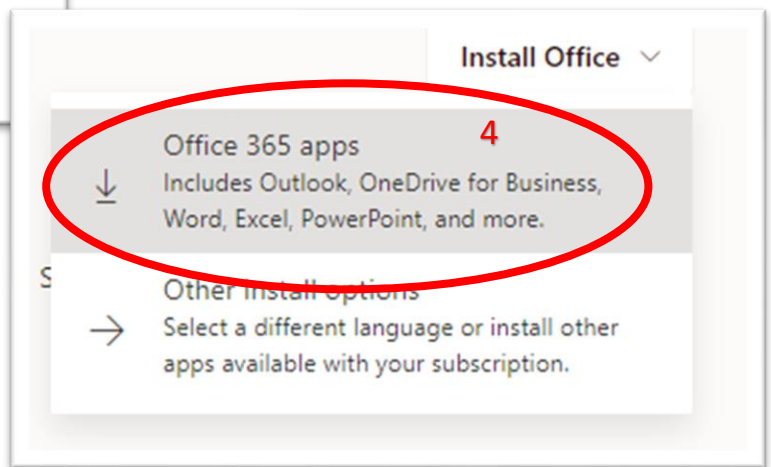 Install Office
Office 365 apps
4
Includes Outlook, OneDrive for Business,
Word, Excel, PowerPoint, and more.
S
Other install options
Select a different language or install other
apps available with your subscription.